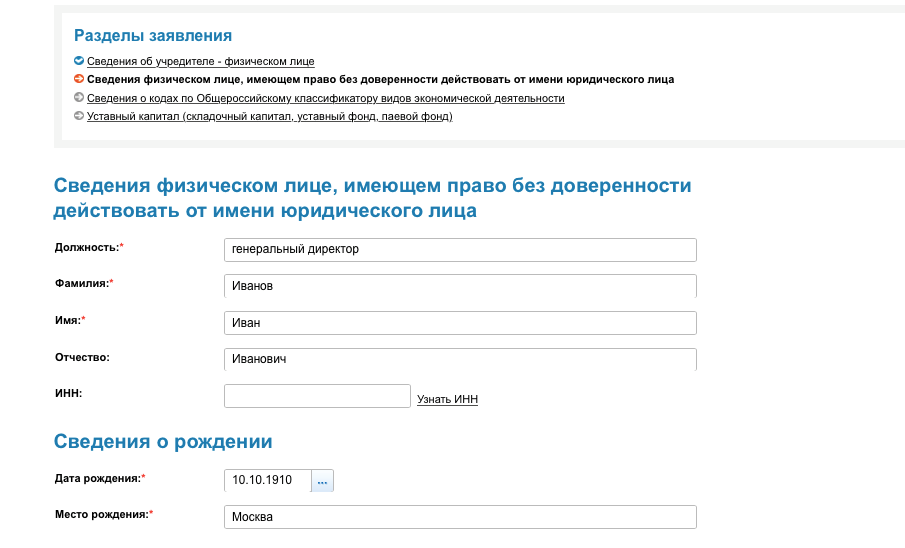 Разделы заявления
Сведения об учредителе - физическом лице
Сведения физическом лице, имеющем право без доверенности действовать от имени юридического лица
Сведения о кодах по Общероссийскому классификатору видов экономической деятельности
Уставный капитал (складочный капитал, уставный фонд, паевой фонд)
Сведения физическом лице, имеющем право без доверенности
действовать от имени юридического лица
Должность:* генеральный директор
Фамилия:* Иванов
Имя:* Иван
Отчество: Иванович
ИНН: Узнать ИНН
Сведения о рождении
Дата рождения:* 10.10.1910 ...
Место рождения:* Москва